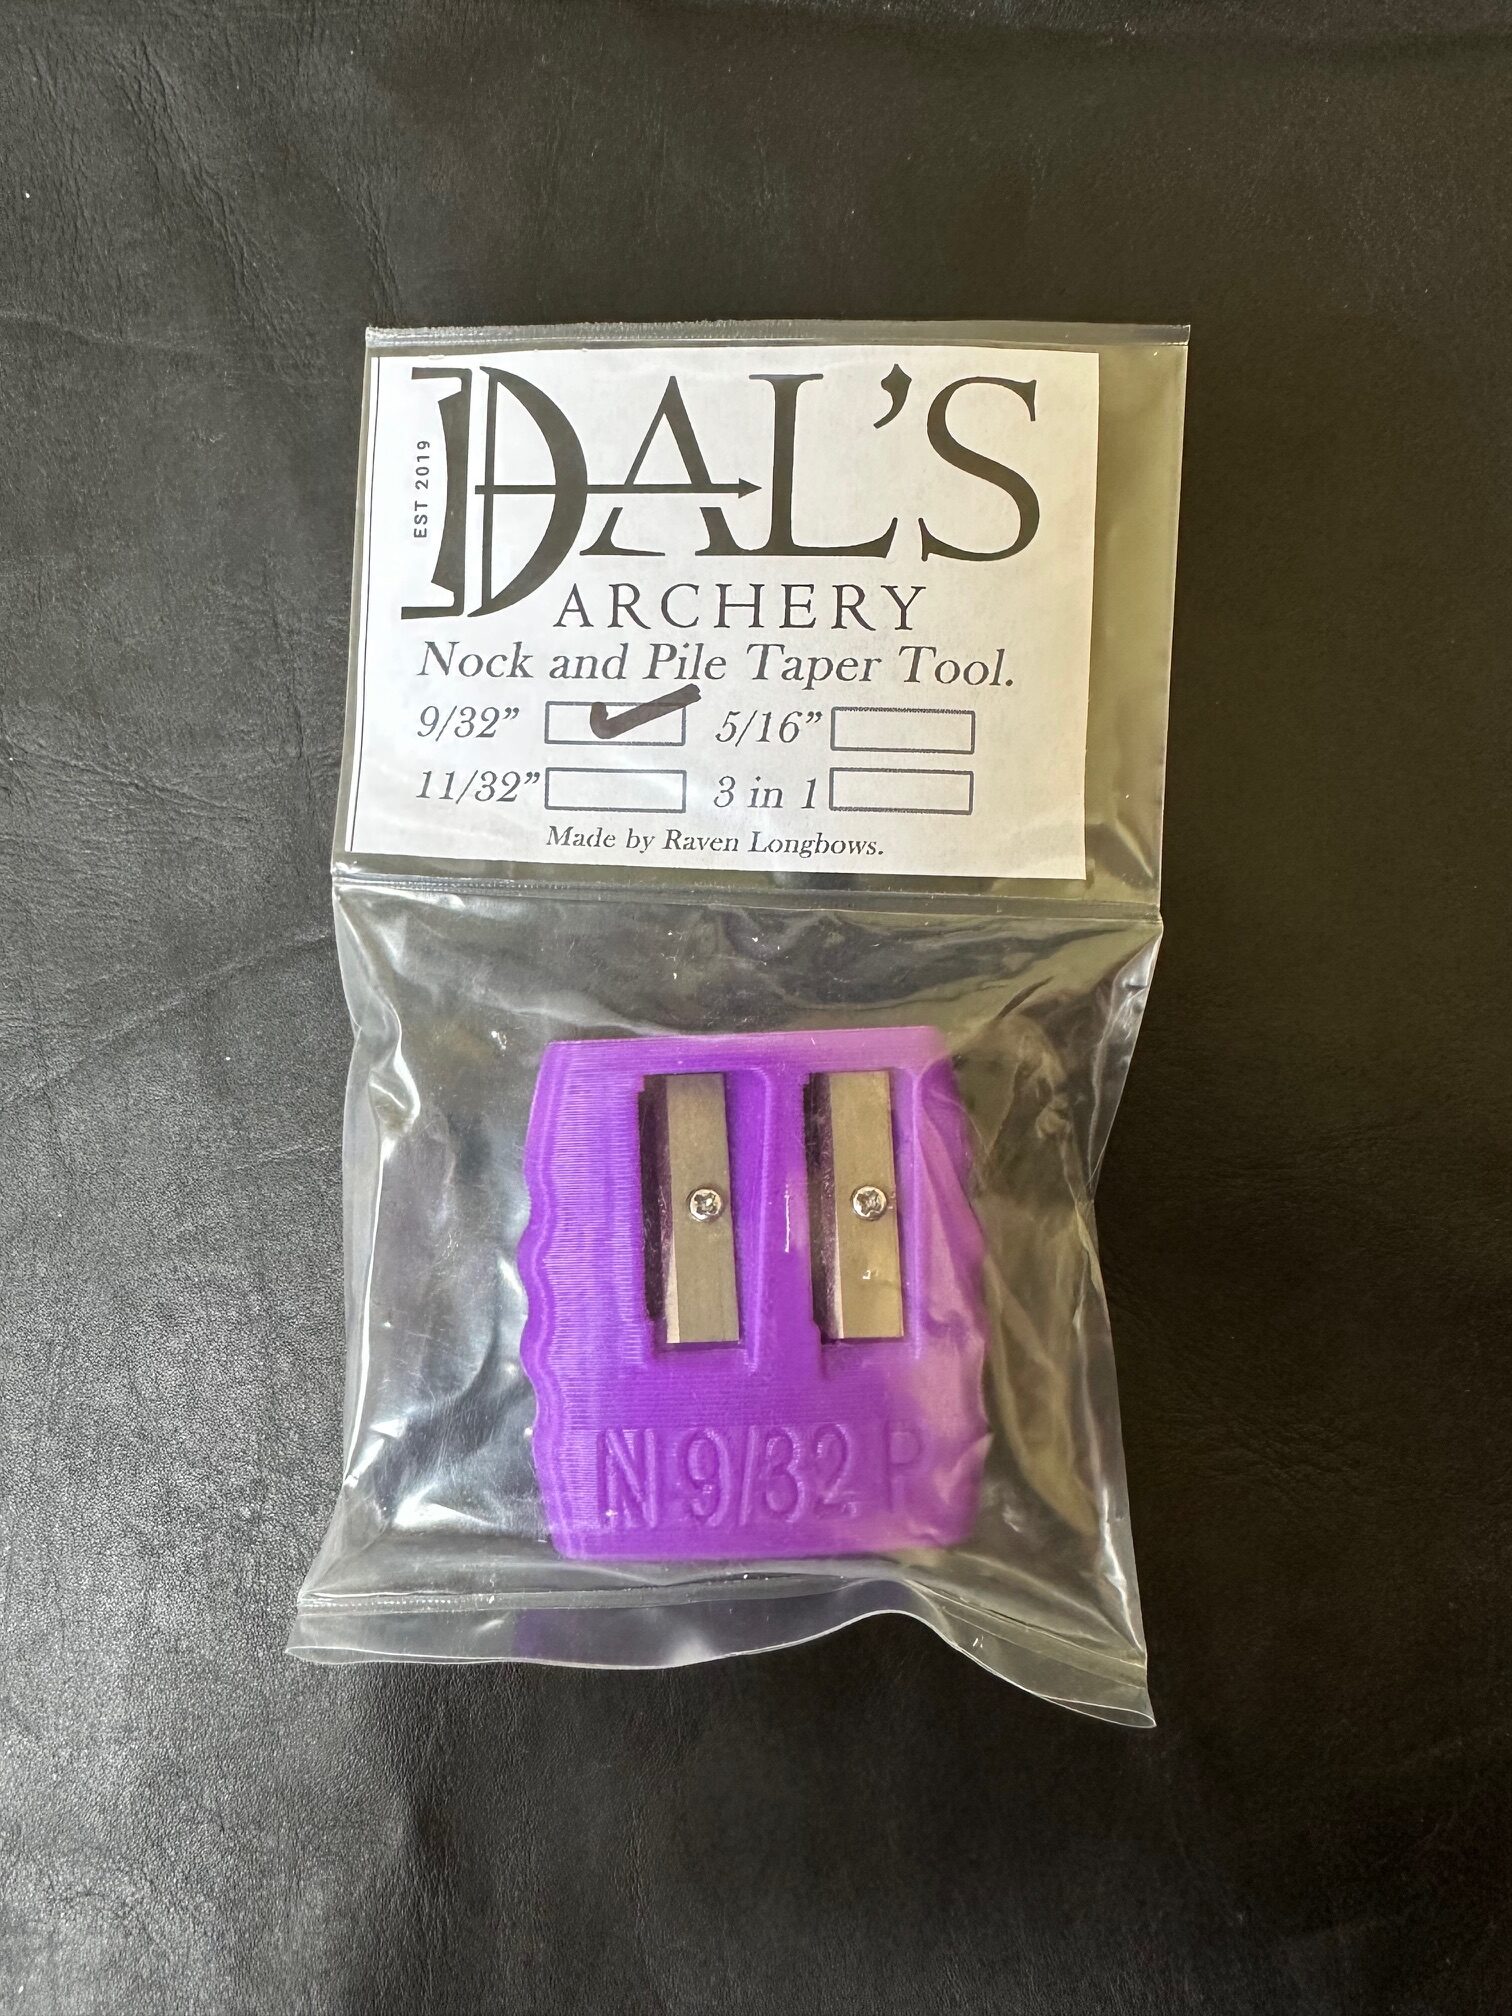 EST 2019
DAL'S
ARCHERY
Nock and Pile Taper Tool.
9/32” 5/16”
11/32” 3 in 1
Made by Raven Longbows.
N 9/32 P